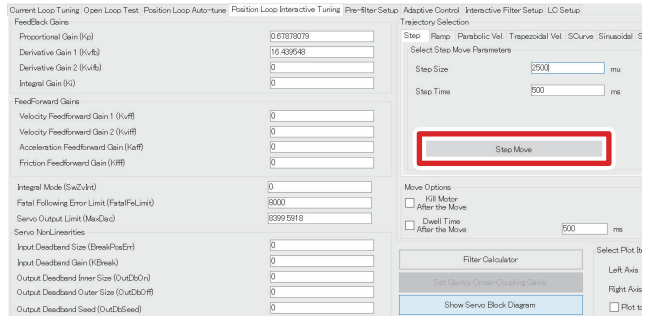 Current Loop Tuning Open Loop Test Position Loop Auto-tune Position Loop Interactive Tuning Pre-filter Setup Adaptive Control Interactive Filter Setup LC Setup
FeedBack Gains
Proportional Gain (Kp) 0.67878079
Derivative Gain 1 (Kvfb) 16.439548
Derivative Gain 2 (Kvifb) 0
Integral Gain (Ki) 0
FeedForward Gains
Velocity Feedforward Gain 1 (Kvff) 0
Velocity Feedforward Gain 2 (Kviff) 0
Acceleration Feedforward Gain (Kaff) 0
Friction Feedforward Gain (Kfff) 0
Integral Mode (SwZvInt) 0
Fatal Following Error Limit (FatalFeLimit) 8000
Servo Output Limit (MaxDac) 8399.5918
Servo NonLinearities
Input Deadband Size (BreakPosErr) 0
Input Deadband Gain (KBreak) 0
Output Deadband Inner Size (OutDbOn) 0
Output Deadband Outer Size (OutDbOff) 0
Output Deadband Seed (OutDbSeed) 0
Trajectory Selection
Step Ramp Parabolic Vel. Trapezoidal Vel. SCurve Sinusoidal S
Select Step Move Parameters
Step Size 2500 mu
Step Time 500 ms
Step Move
Move Options
Kill Motor
After the Move
Dwell Time
After the Move 500 ms
Filter Calculator
Set Gantry Cross-Coupling Gains
Show Servo Block Diagram
Select Plot Ite
Left Axis
Right Axis
Plot to